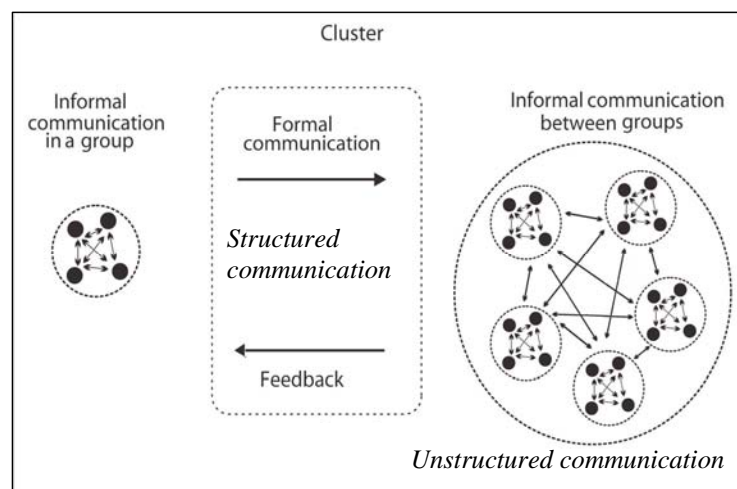 Cluster
Informal
communication
in a group
Formal
communication
Structured
communication
Feedback
Informal communication
between groups
Unstructured communication